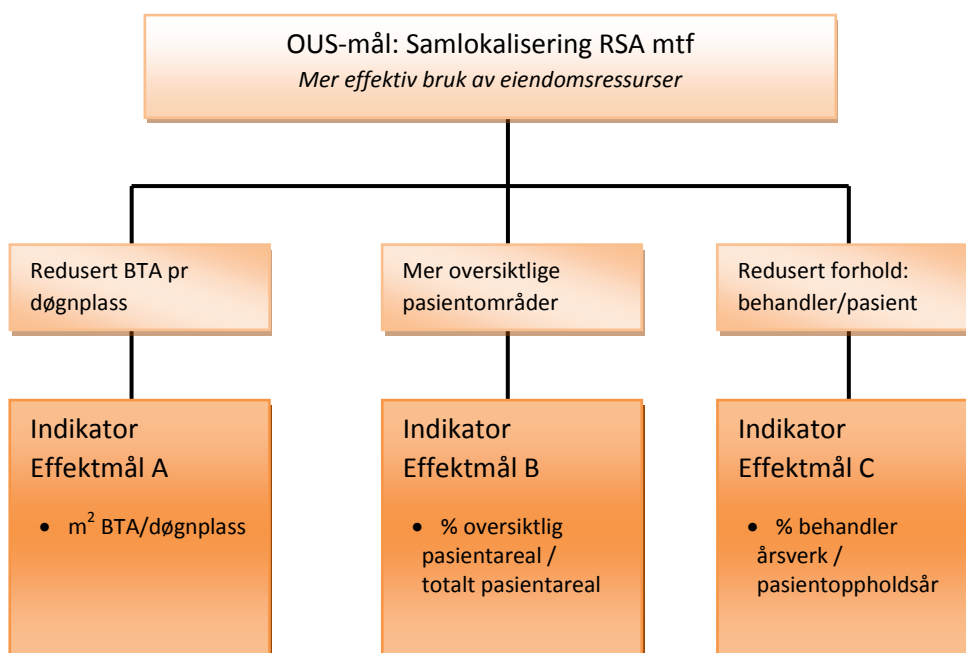 OUS-mål: Samlokalisering RSA mtf
Mer effektiv bruk av eiendomsressurser
Redusert BTA pr
døgnplass
Mer oversiktlige
pasientområder
Redusert forhold:
behandler/pasient
Indikator
Effektmål A
• m² BTA/døgnplass
Indikator
Effektmål B
• % oversiktlig
pasientareal /
totalt pasientareal
Indikator
Effektmål C
• % behandler
årsverk /
pasientoppholdsår